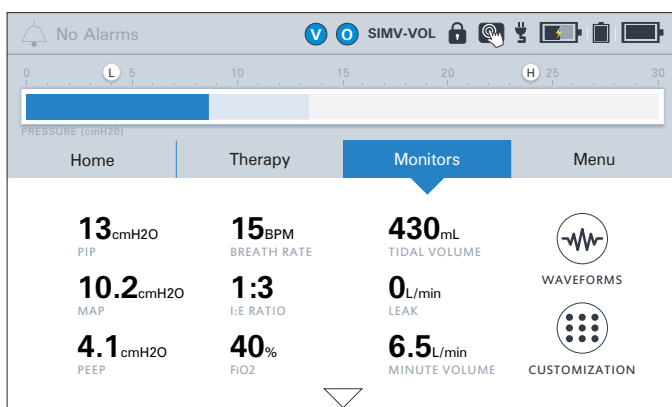 No Alarms V O SIMV-VOL
0 L 5 10 15 20 H 25 30
PRESSURE (cmH20)
Home Therapy Monitors Menu
13cmH2O 15BPM 430mL
PIP BREATH RATE TIDAL VOLUME
WAVEFORMS
10.2cmH2O 1:3 0L/min
MAP I:E RATIO LEAK
4.1cmH2O 40% 6.5L/min
PEEP FiO2 MINUTE VOLUME CUSTOMIZATION